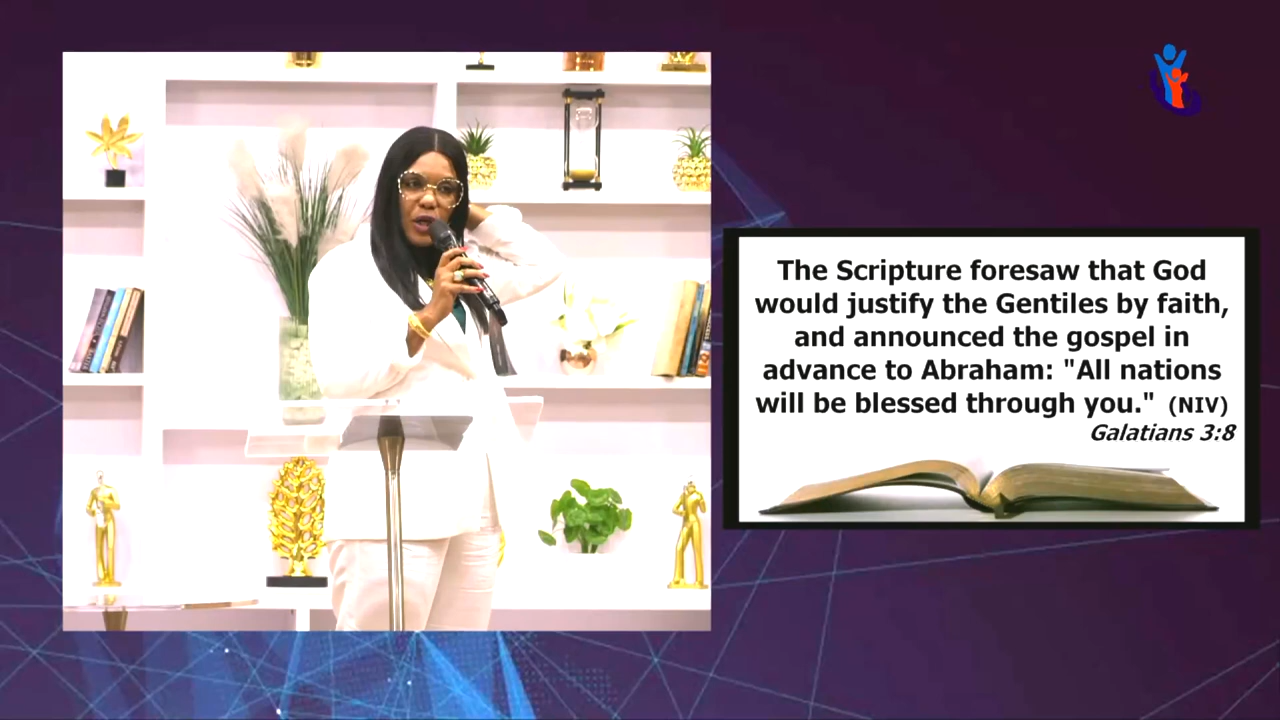 The Scripture foresaw that God
would justify the Gentiles by faith,
and announced the gospel in
advance to Abraham: "All nations
will be blessed through you." (NIV)
Galatians 3:8